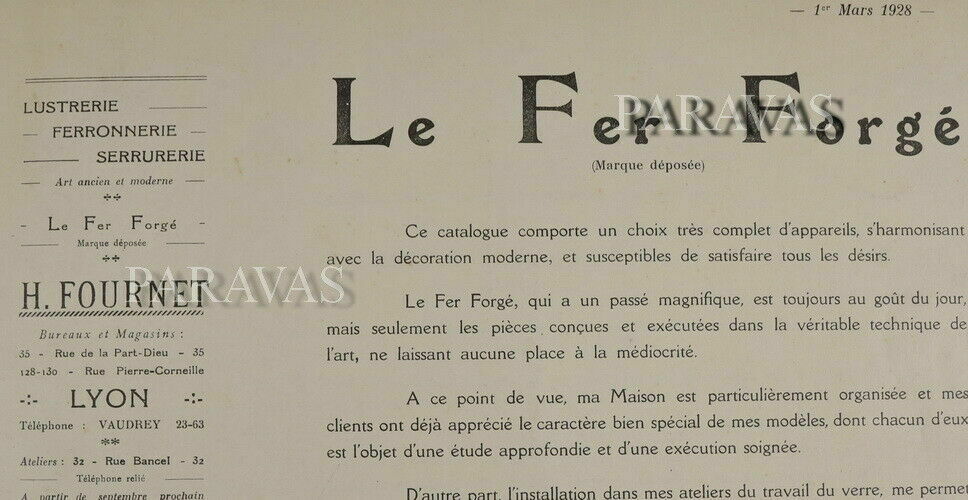 — 1er Mars 1928 —
LUSTRERIE
— FERRONNERIE —
SERRURERIE
— Art ancien et moderne —
- Le Fer Forgé -
Marque déposée
H. FOURNET
Bureaux et Magasins :
35 - Rue de la Part-Dieu - 35
128-130 - Rue Pierre-Corneille
-:- LYON -:-
Téléphone : VAUDREY 23-63
Ateliers : 32 - Rue Bancel - 32
Téléphone relié
A partir de septembre prochain
Le Fer Forgé
(Marque déposée)
Ce catalogue comporte un choix très complet d'appareils, s'harmonisant
avec la décoration moderne, et susceptibles de satisfaire tous les désirs.
Le Fer Forgé, qui a un passé magnifique, est toujours au goût du jour,
mais seulement les pièces conçues et exécutées dans la véritable technique de
l'art, ne laissant aucune place à la médiocrité.
A ce point de vue, ma Maison est particulièrement organisée et mes
clients ont déjà apprécié le caractère bien spécial de mes modèles, dont chacun d'eux
est l'objet d'une étude approfondie et d'une exécution soignée.
D'autre part, l'installation dans mes ateliers du travail du verre, me permet
PARAVAS
PARAVAS